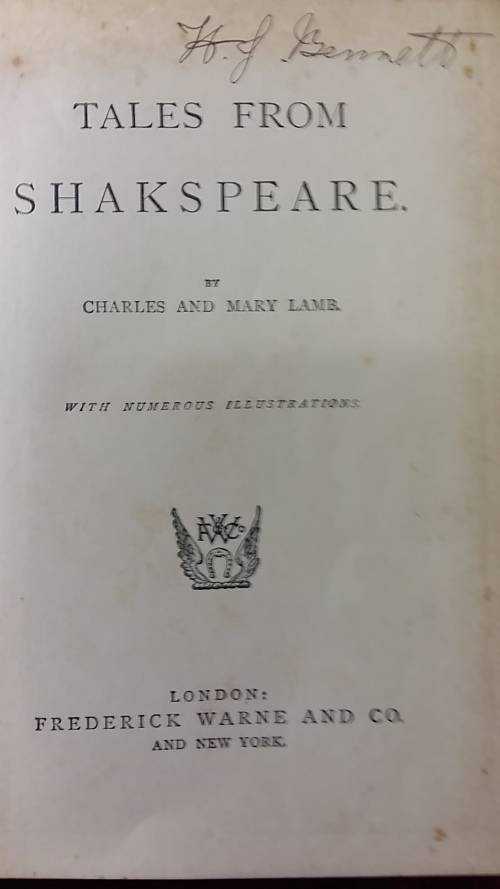 H. J. Bennett
TALES FROM
SHAKSPEARE.
BY
CHARLES AND MARY LAMB.
WITH NUMEROUS ILLUSTRATIONS.
LONDON:
FREDERICK WARNE AND CO.
AND NEW YORK.